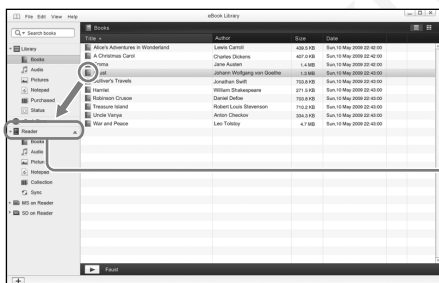 File Edit View Help
eBook Library
Search books
Books
Title Author Size Date
Library
Books
Audio
Pictures
Notepad
Purchased
Status
Reader
Books
Audio
Pictur
Notepad
Collection
Sync
MS on Reader
SD on Reader
Alice's Adventures in Wonderland Lewis Carroll 409.5 KB Sun,10 May 2009 22:42:00
A Christmas Carol Charles Dickens 407.0 KB Sun,10 May 2009 22:42:00
Jane Austen 1.4 MB Sun,10 May 2009 22:42:00
Johann Wolfgang von Goethe 1.3 MB Sun,10 May 2009 22:43:00
Gulliver's Travels Jonathan Swift 703.6 KB Sun,10 May 2009 22:43:00
Hamlet William Shakespeare 271.5 KB Sun,10 May 2009 22:43:00
Robinson Crusoe Daniel Defoe 703.6 KB Sun,10 May 2009 22:43:00
Treasure Island Robert Louis Stevenson 710.2 KB Sun,10 May 2009 22:43:00
Uncle Vanya Anton Checkov 334.3 KB Sun,10 May 2009 22:43:00
War and Peace Leo Tolstoy 4.7 MB Sun,10 May 2009 22:43:00
Faust